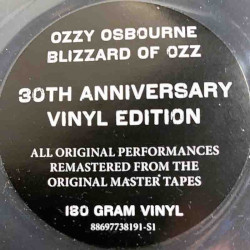 OZZY OSBOURNE
BLIZZARD OF OZZ
30TH ANNIVERSARY
VINYL EDITION
ALL ORIGINAL PERFORMANCES
REMASTERED FROM THE
ORIGINAL MASTER TAPES
180 GRAM VINYL
88697738191-S1